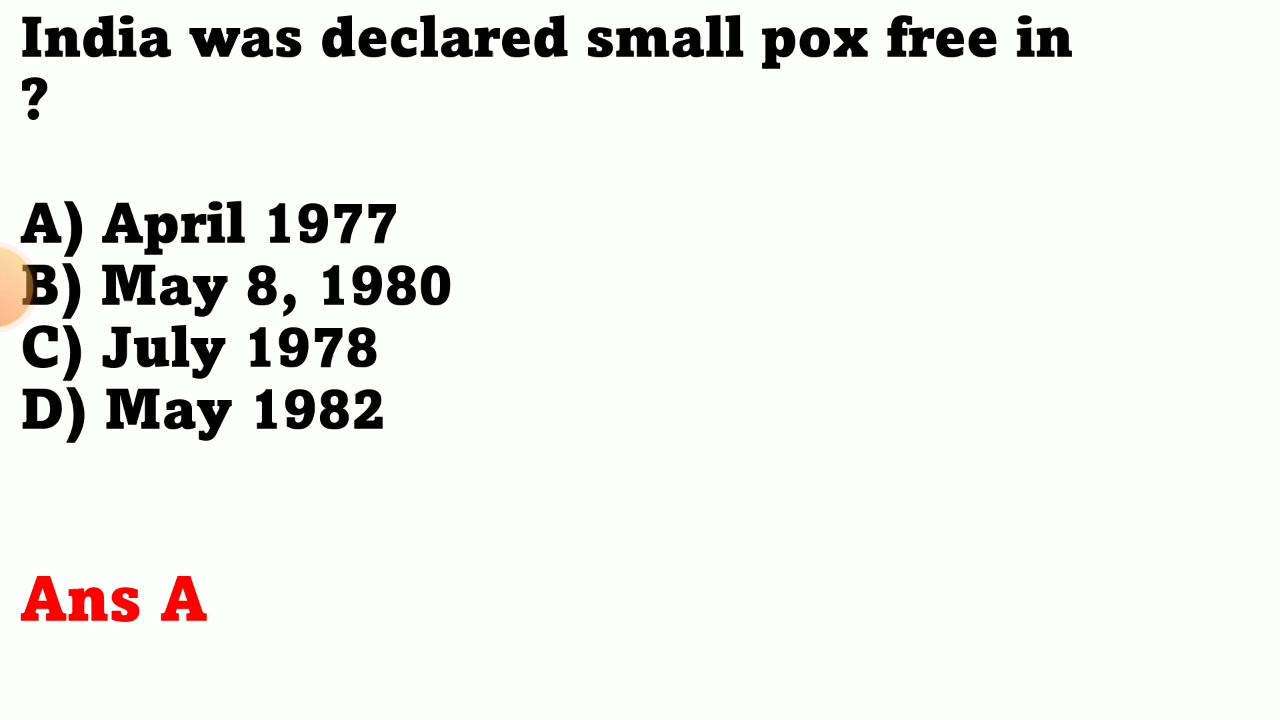 India was declared small pox free in
?
A) April 1977
B) May 8, 1980
C) July 1978
D) May 1982
Ans A